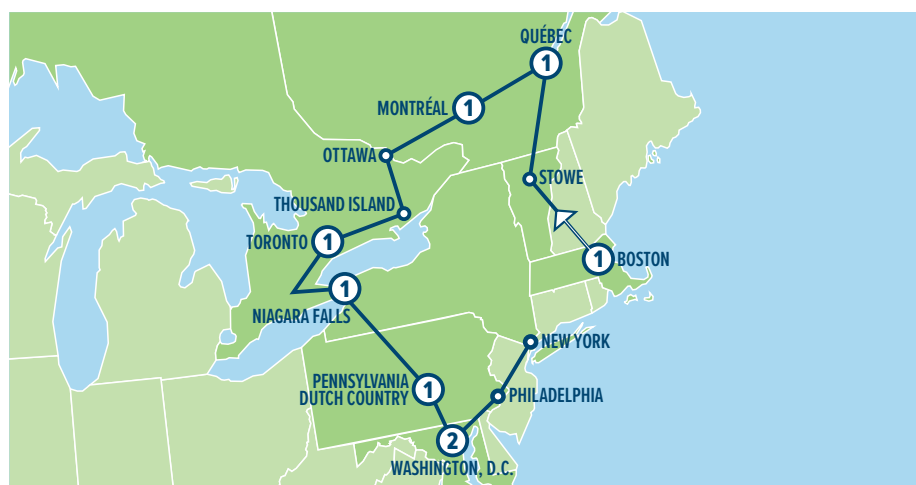 QUÉBEC
1
MONTRÉAL 1
OTTAWA
STOWE
THOUSAND ISLAND
TORONTO 1
1 BOSTON
1
NIAGARA FALLS
NEW YORK
PENNSYLVANIA
DUTCH COUNTRY 1
PHILADELPHIA
2
WASHINGTON, D.C.